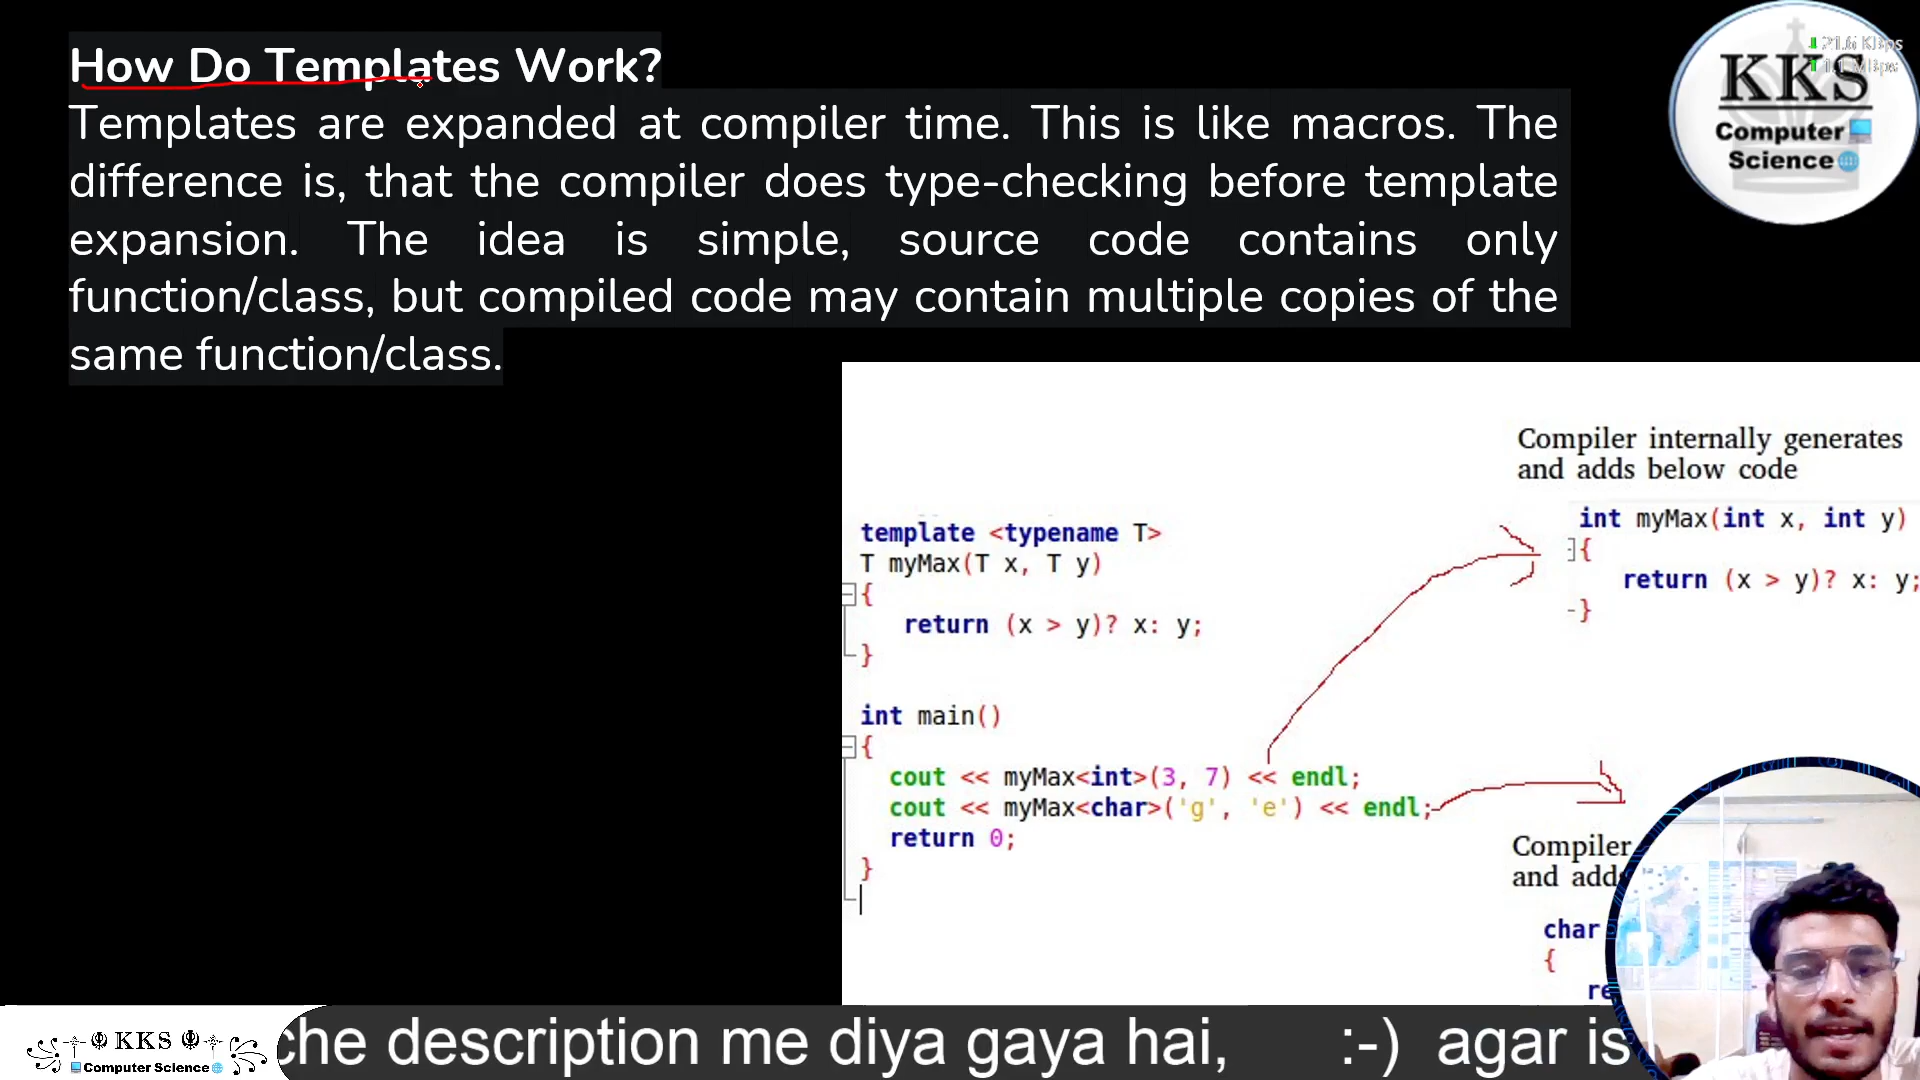 How Do Templates Work?
Templates are expanded at compiler time. This is like macros. The
difference is, that the compiler does type-checking before template
expansion. The idea is simple, source code contains only
function/class, but compiled code may contain multiple copies of the
same function/class.
KKS
Computer
Science
21.6 KBps
Compiler internally generates
and adds below code
int myMax(int x, int y)
{
return (x > y)? x: y;
}
template <typename T>
T myMax(T x, T y)
{
return (x > y)? x: y;
}
int main()
{
cout << myMax<int>(3, 7) << endl;
cout << myMax<char>('g', 'e') << endl;
return 0;
}
Compiler
and adds
char
{
re
KKS
Computer Science
che description me diya gaya hai, :-) agar is